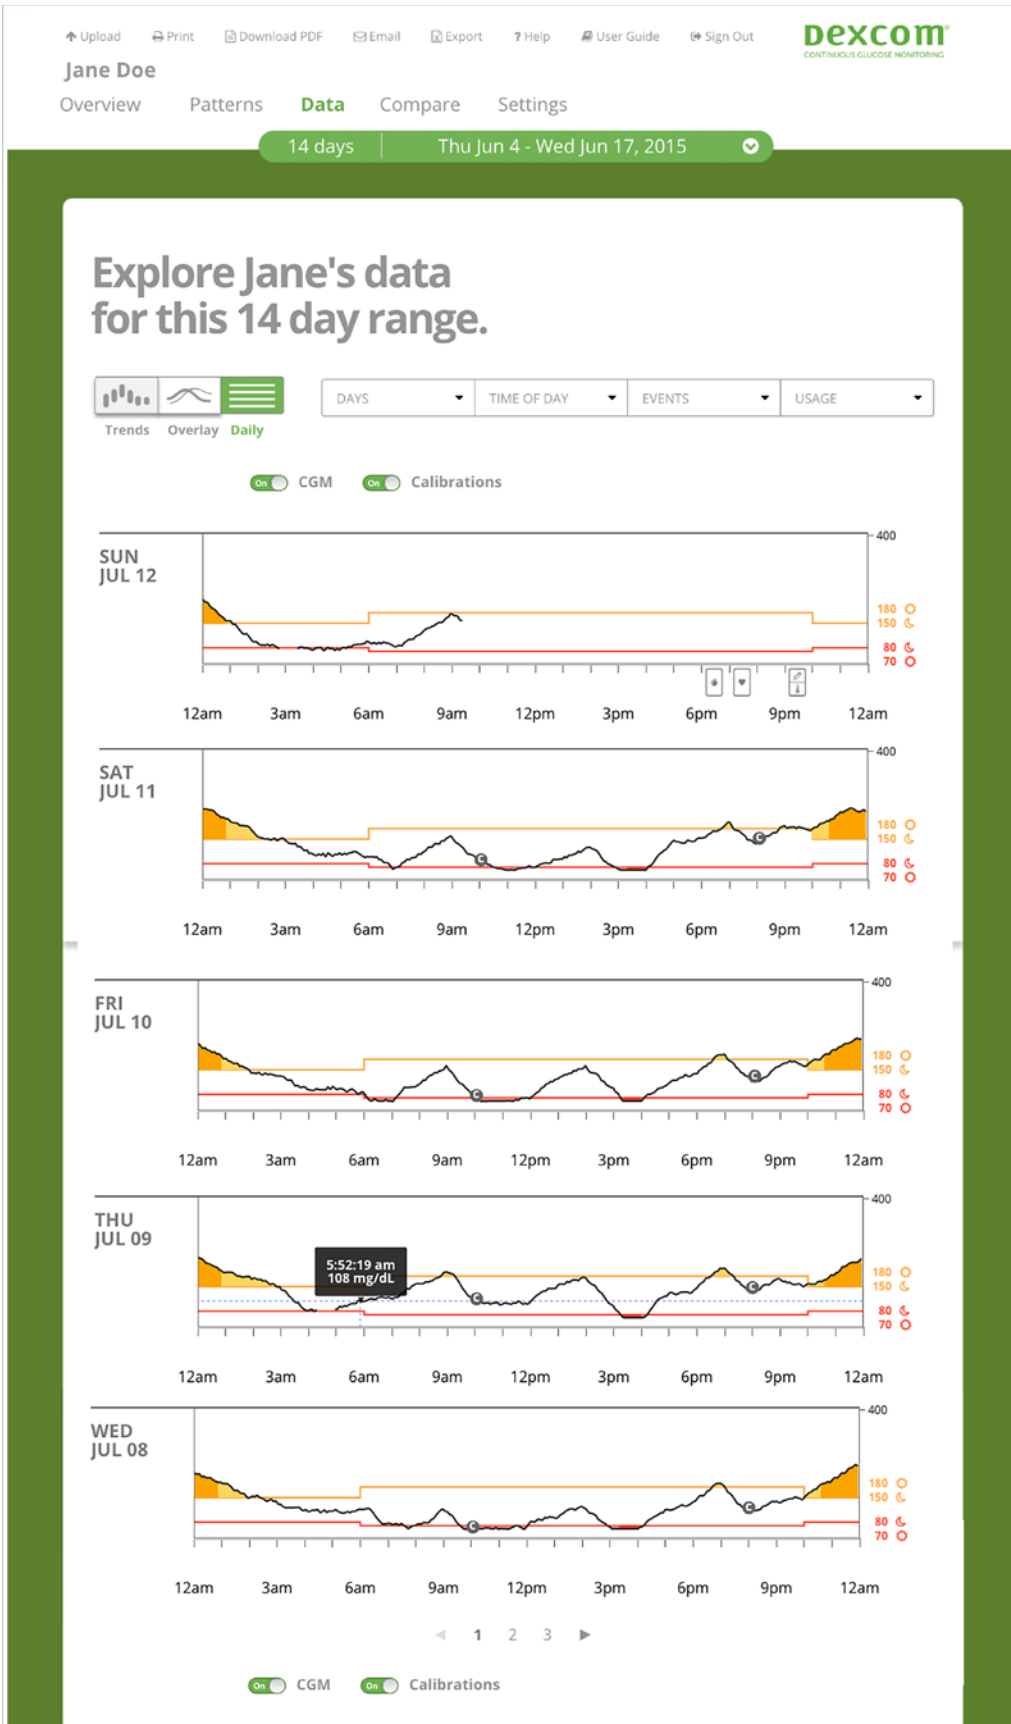 Upload Print Download PDF Email Export ? Help User Guide Sign Out
Dexcom
CONTINUOUS GLUCOSE MONITORING
Jane Doe
Overview Patterns Data Compare Settings
14 days Thu Jun 4 - Wed Jun 17, 2015
Explore Jane's data
for this 14 day range.
DAYS TIME OF DAY EVENTS USAGE
Trends Overlay Daily
On CGM On Calibrations
SUN
JUL 12
400
180
150
80
70
12am 3am 6am 9am 12pm 3pm 6pm 9pm 12am
SAT
JUL 11
400
180
150
80
70
C
C
12am 3am 6am 9am 12pm 3pm 6pm 9pm 12am
FRI
JUL 10
400
180
150
80
70
C
C
12am 3am 6am 9am 12pm 3pm 6pm 9pm 12am
THU
JUL 09
400
5:52:19 am
108 mg/dL
180
150
80
70
C
C
12am 3am 6am 9am 12pm 3pm 6pm 9pm 12am
WED
JUL 08
400
180
150
80
70
C
C
12am 3am 6am 9am 12pm 3pm 6pm 9pm 12am
1 2 3
On CGM On Calibrations